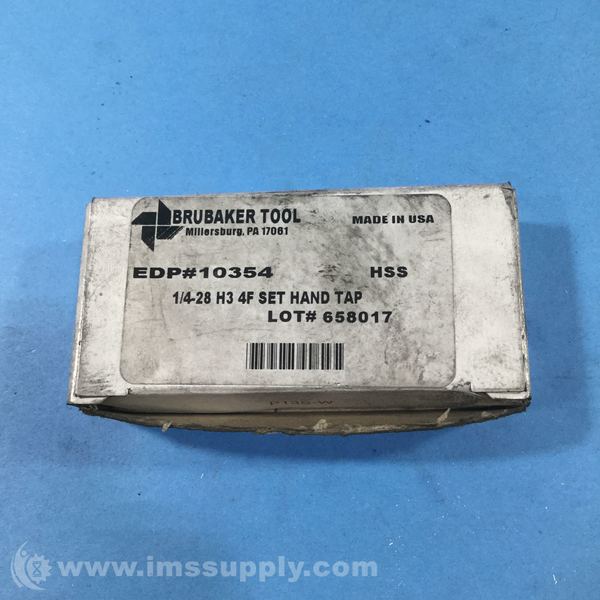 BRUBAKER TOOL
Millersburg, PA 17061
MADE IN USA
EDP#10354
HSS
1/4-28 H3 4F SET HAND TAP
LOT# 658017
P135-W
© www.imssupply.com